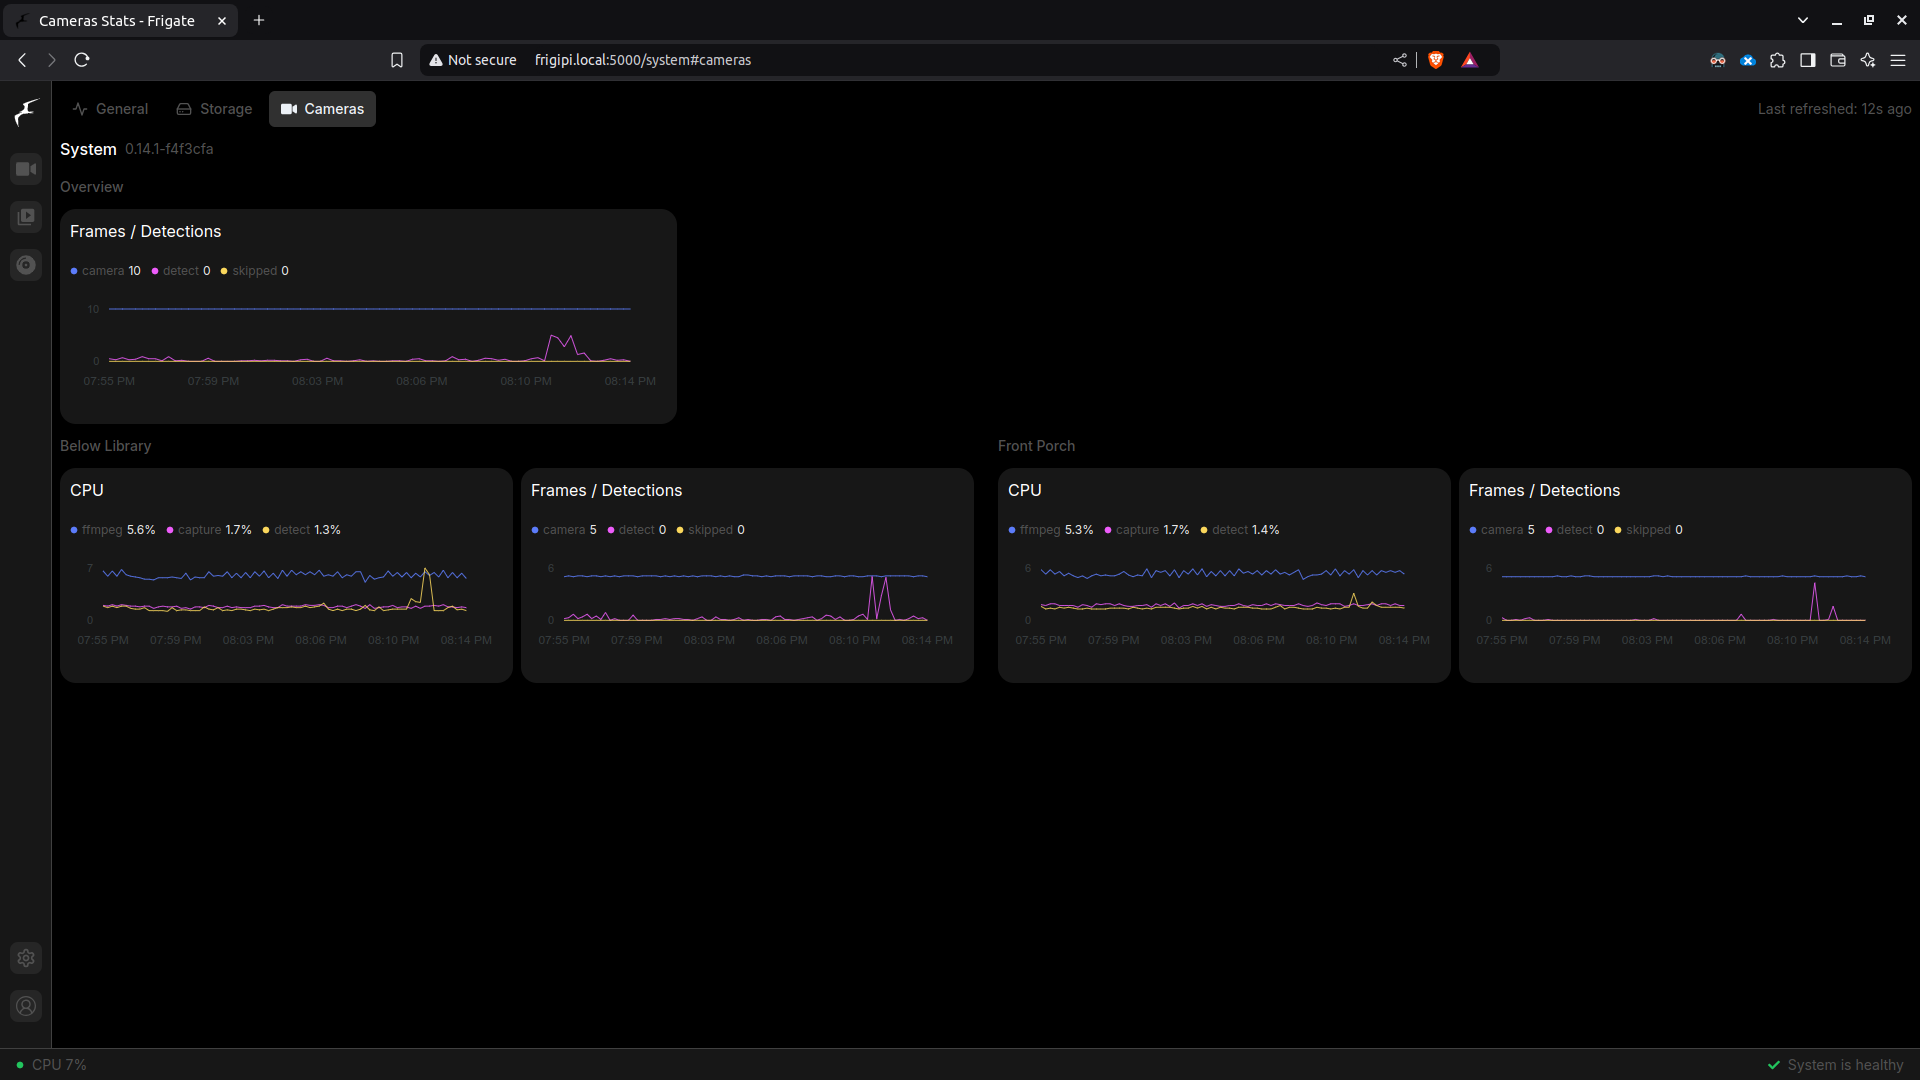 Cameras Stats - Frigate
Not secure frigipi.local:5000/system#cameras
General Storage Cameras Last refreshed: 12s ago
System 0.14.1-f4f3cfa
Overview
Frames / Detections
camera 10 detect 0 skipped 0
10
0
07:55 PM 07:59 PM 08:03 PM 08:06 PM 08:10 PM 08:14 PM
Below Library
CPU
ffmpeg 5.6% capture 1.7% detect 1.3%
7
0
07:55 PM 07:59 PM 08:03 PM 08:06 PM 08:10 PM 08:14 PM
Frames / Detections
camera 5 detect 0 skipped 0
6
0
07:55 PM 07:59 PM 08:03 PM 08:06 PM 08:10 PM 08:14 PM
Front Porch
CPU
ffmpeg 5.3% capture 1.7% detect 1.4%
6
0
07:55 PM 07:59 PM 08:03 PM 08:06 PM 08:10 PM 08:14 PM
Frames / Detections
camera 5 detect 0 skipped 0
6
0
07:55 PM 07:59 PM 08:03 PM 08:06 PM 08:10 PM 08:14 PM
CPU 7% System is healthy